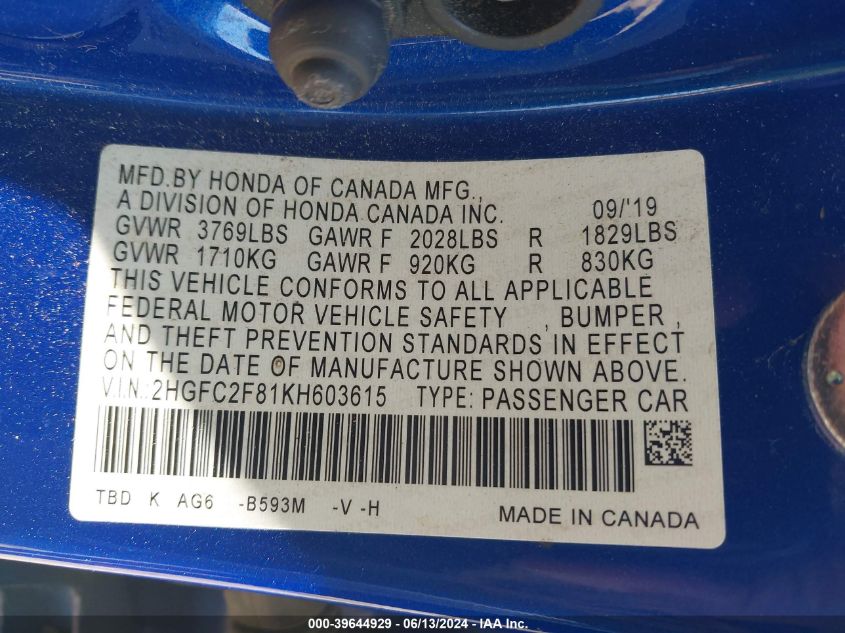 MFD.BY HONDA OF CANADA MFG.,
A DIVISION OF HONDA CANADA INC. 09/'19
GVWR 3769LBS GAWR F 2028LBS R 1829LBS
GVWR 1710KG GAWR F 920KG R 830KG
THIS VEHICLE CONFORMS TO ALL APPLICABLE
FEDERAL MOTOR VEHICLE SAFETY , BUMPER ,
AND THEFT PREVENTION STANDARDS IN EFFECT
ON THE DATE OF MANUFACTURE SHOWN ABOVE.
V.I.N.: 2HGFC2F81KH603615 TYPE: PASSENGER CAR
TBD K AG6 -B593M -V -H
MADE IN CANADA
000-39644929 - 06/13/2024 - IAA Inc.